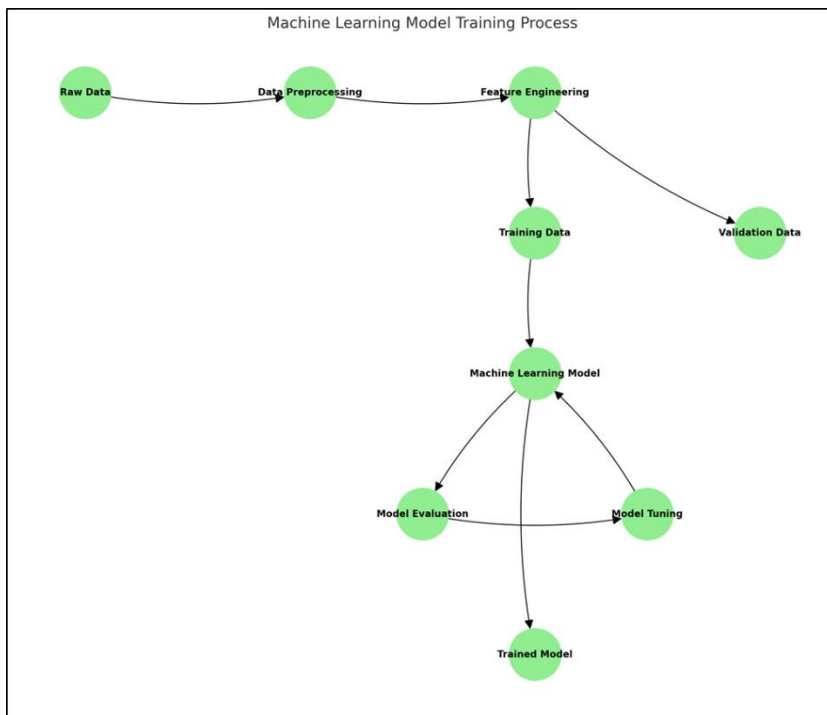 Machine Learning Model Training Process
Raw Data
Data Preprocessing
Feature Engineering
Training Data
Validation Data
Machine Learning Model
Model Evaluation
Model Tuning
Trained Model